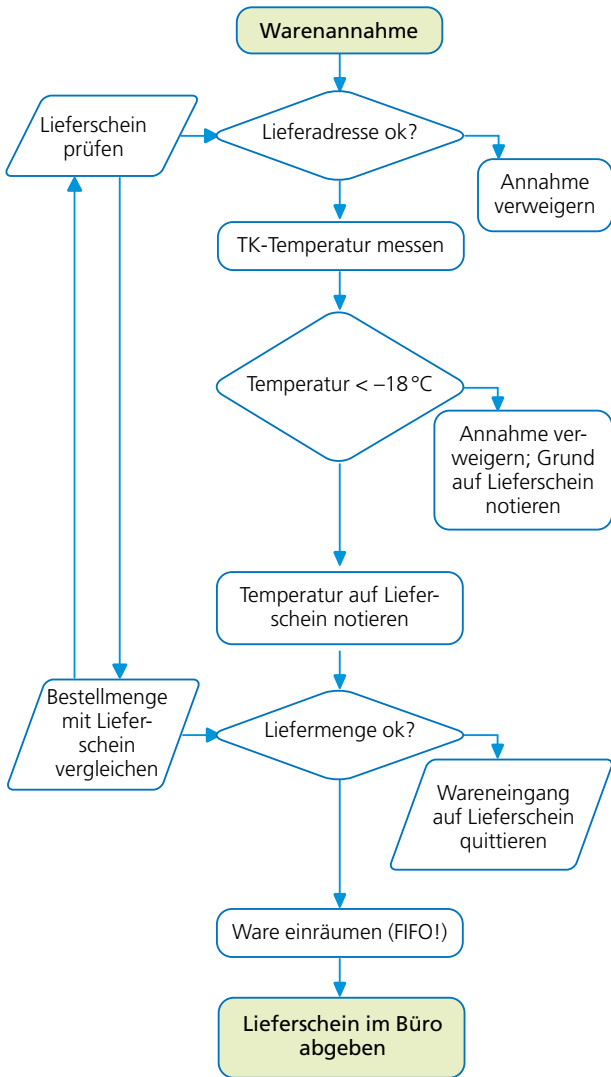 Warenannahme
Lieferschein
prüfen
Lieferadresse ok?
Annahme
verweigern
TK-Temperatur messen
Temperatur < –18 °C
Annahme ver-
weigern; Grund
auf Lieferschein
notieren
Temperatur auf Liefer-
schein notieren
Bestellmenge
mit Liefer-
schein
vergleichen
Liefermenge ok?
Wareneingang
auf Lieferschein
quittieren
Ware einräumen (FIFO!)
Lieferschein im Büro
abgeben